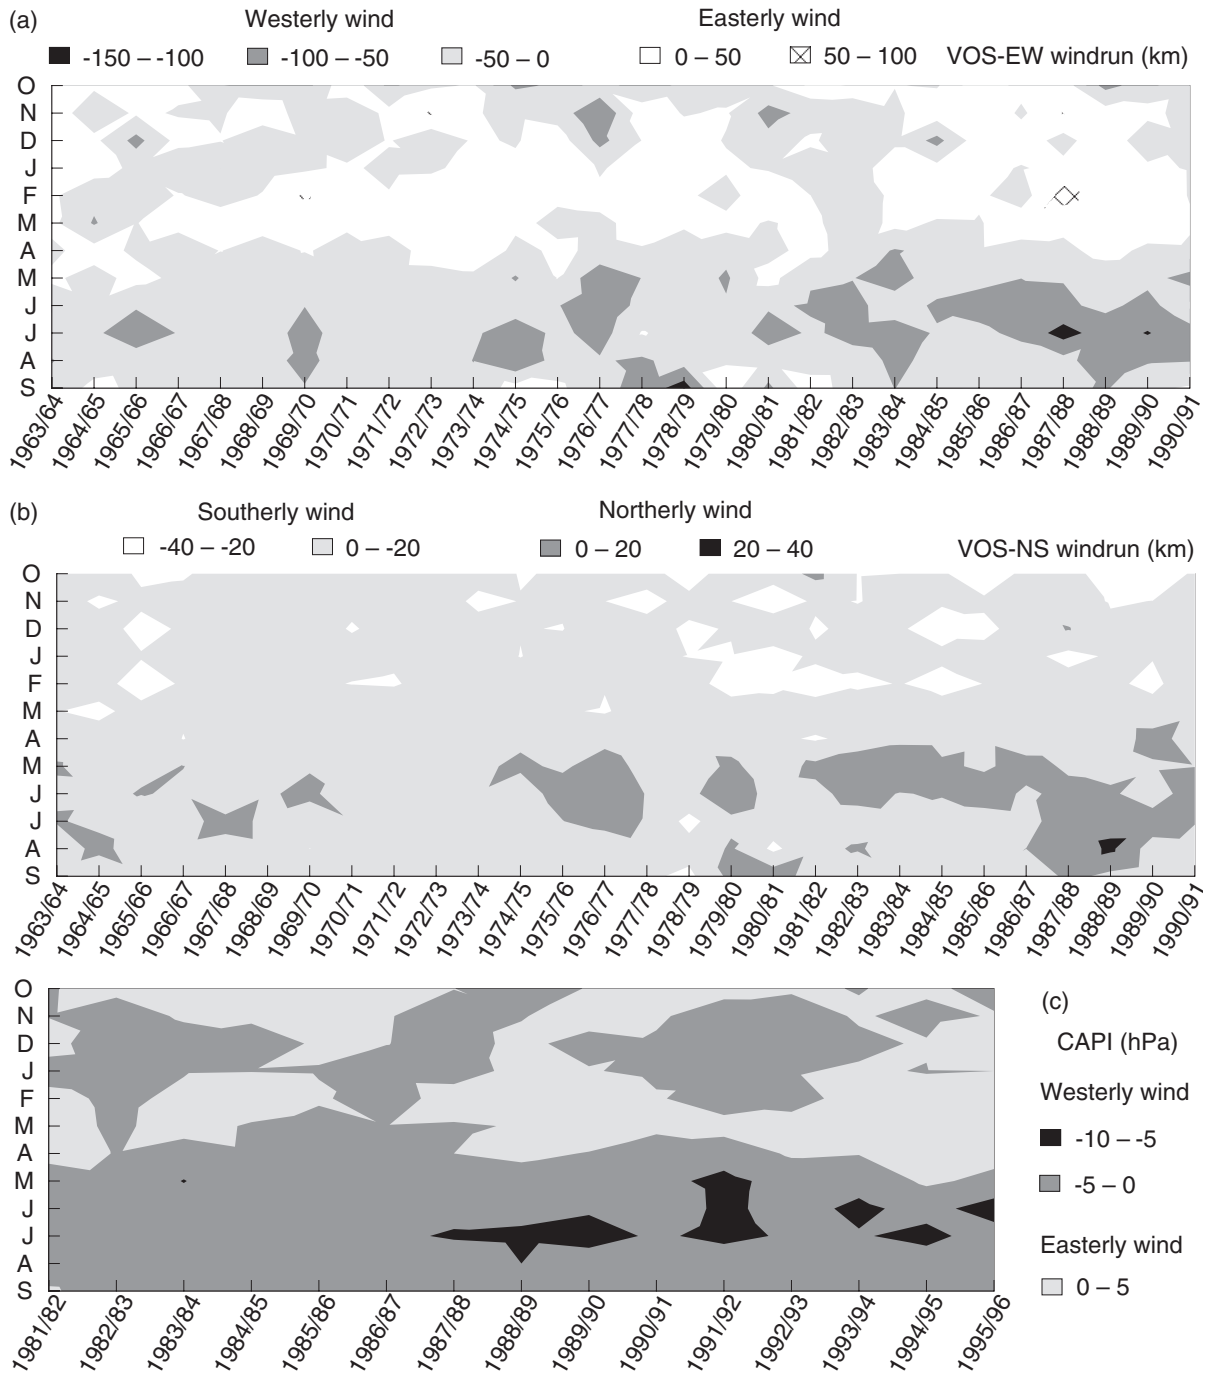 (a) Westerly wind Easterly wind
-150 – -100 -100 – -50 -50 – 0 0 – 50 50 – 100 VOS-EW windrun (km)
O
N
D
J
F
M
A
M
J
J
A
S
1963/64 1964/65 1965/66 1966/67 1967/68 1968/69 1969/70 1970/71 1971/72 1972/73 1973/74 1974/75 1975/76 1976/77 1977/78 1978/79 1979/80 1980/81 1981/82 1982/83 1983/84 1984/85 1985/86 1986/87 1987/88 1988/89 1989/90 1990/91
(b) Southerly wind Northerly wind
-40 – -20 0 – -20 0 – 20 20 – 40 VOS-NS windrun (km)
O
N
D
J
F
M
A
M
J
J
A
S
1963/64 1964/65 1965/66 1966/67 1967/68 1968/69 1969/70 1970/71 1971/72 1972/73 1973/74 1974/75 1975/76 1976/77 1977/78 1978/79 1979/80 1980/81 1981/82 1982/83 1983/84 1984/85 1985/86 1986/87 1987/88 1988/89 1989/90 1990/91
O
N
D
J
F
M
A
M
J
J
A
S
1981/82 1982/83 1983/84 1984/85 1985/86 1986/87 1987/88 1988/89 1989/90 1990/91 1991/92 1992/93 1993/94 1994/95 1995/96
(c)
CAPI (hPa)
Westerly wind
-10 – -5
-5 – 0
Easterly wind
0 – 5